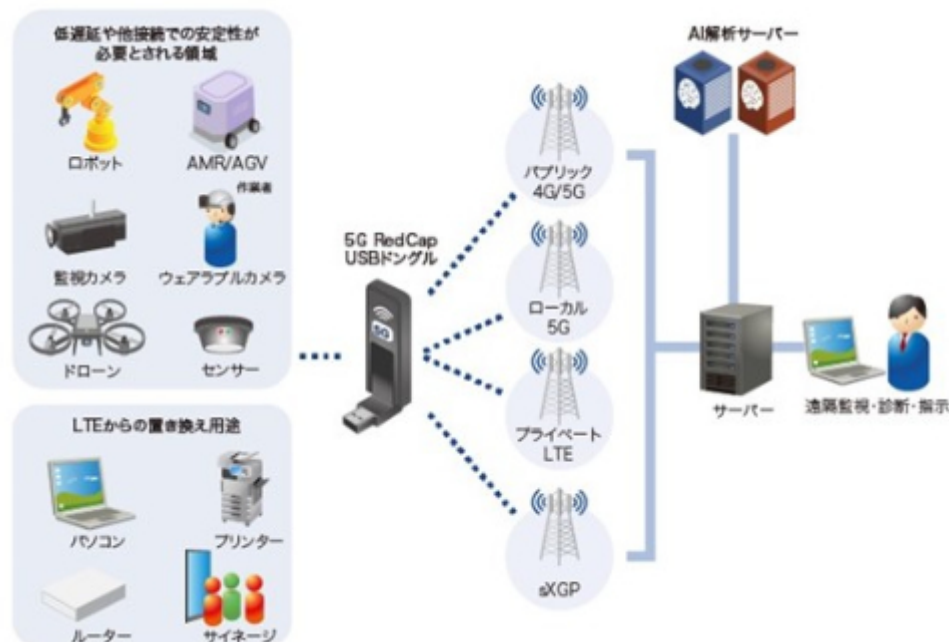 低遅延や他接続での安定性が
必要とされる領域
ロボット
AMR/AGV
監視カメラ
作業者
ウェアラブルカメラ
ドローン
センサー
LTEからの置き換え用途
パソコン
プリンター
ルーター
サイネージ
5G RedCap
USBドングル
5G
パブリック
4G/5G
ローカル
5G
プライベート
LTE
sXGP
AI解析サーバー
サーバー
遠隔監視・診断・指示